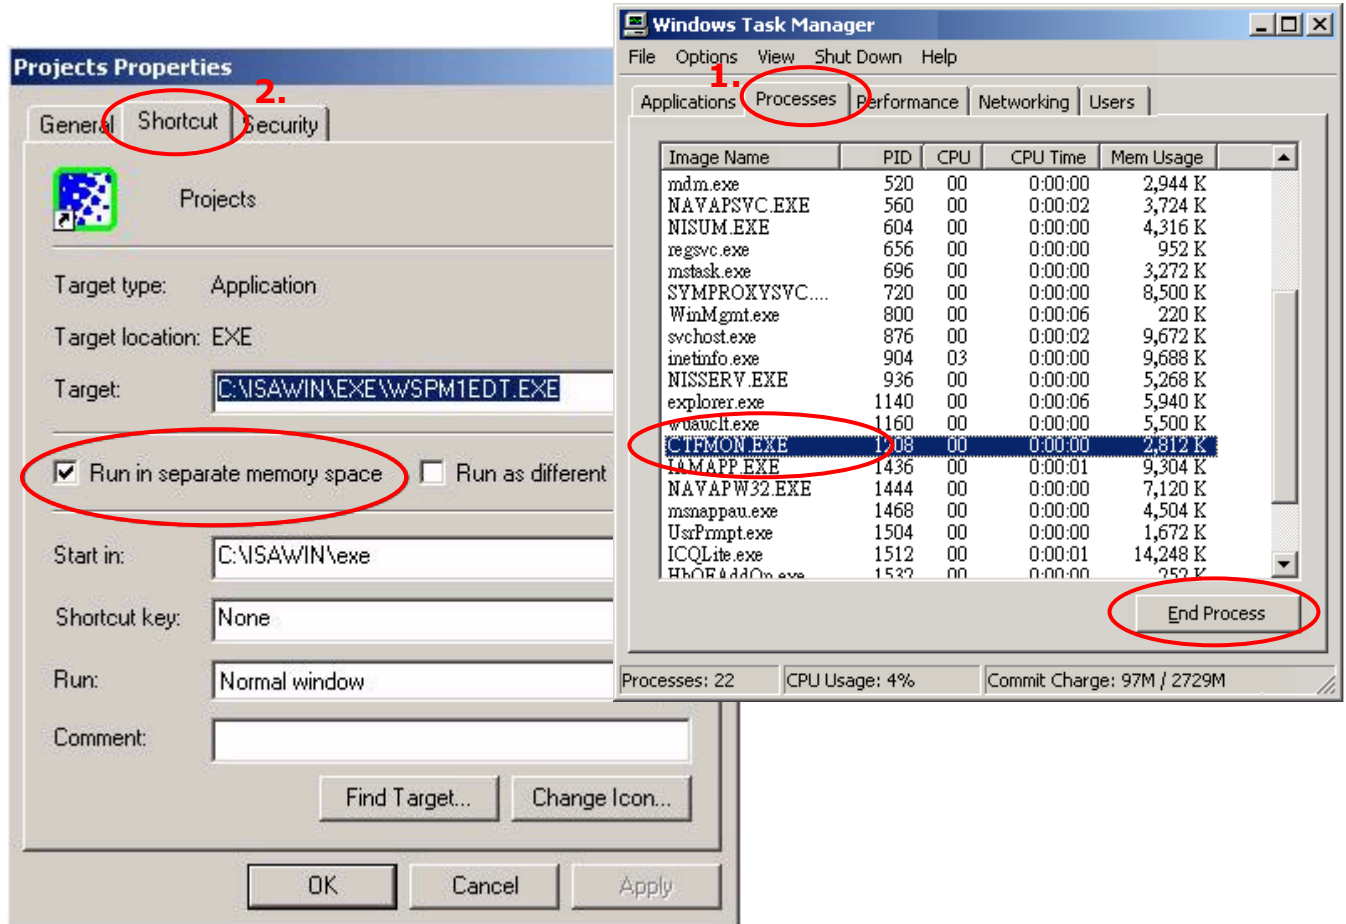 Projects Properties
2.
General Shortcut Security
Projects
Target type: Application
Target location: EXE
Target: C:\ISAWIN\EXE\WSPM1EDT.EXE
Run in separate memory space Run as different
Start in: C:\ISAWIN\exe
Shortcut key: None
Run: Normal window
Comment:
Find Target... Change Icon...
OK Cancel Apply
Windows Task Manager
File Options View Shut Down Help
1.
Applications Processes Performance Networking Users
Image Name PID CPU CPU Time Mem Usage
mdm.exe 520 00 0:00:00 2,944 K
NAVAPSVC.EXE 560 00 0:00:02 3,724 K
NISUM.EXE 604 00 0:00:00 4,316 K
regsvc.exe 656 00 0:00:00 952 K
mstask.exe 696 00 0:00:00 3,272 K
SYMPROXYSVC.... 720 00 0:00:00 8,500 K
WinMgmt.exe 800 00 0:00:06 220 K
svchost.exe 876 00 0:00:02 9,672 K
inetinfo.exe 904 03 0:00:00 9,688 K
NISSERV.EXE 936 00 0:00:00 5,268 K
explorer.exe 1140 00 0:00:06 5,940 K
wuauclt.exe 1160 00 0:00:00 5,500 K
CTFMON.EXE 1208 00 0:00:00 2,812 K
IAMAPP.EXE 1436 00 0:00:01 9,304 K
NAVAPW32.EXE 1444 00 0:00:00 7,120 K
msnappau.exe 1468 00 0:00:00 4,504 K
UsrPrmpt.exe 1504 00 0:00:00 1,672 K
ICQLite.exe 1512 00 0:00:01 14,248 K
HbOEAddOn.exe 1532 00 0:00:00 252 K
End Process
Processes: 22 CPU Usage: 4% Commit Charge: 97M / 2729M